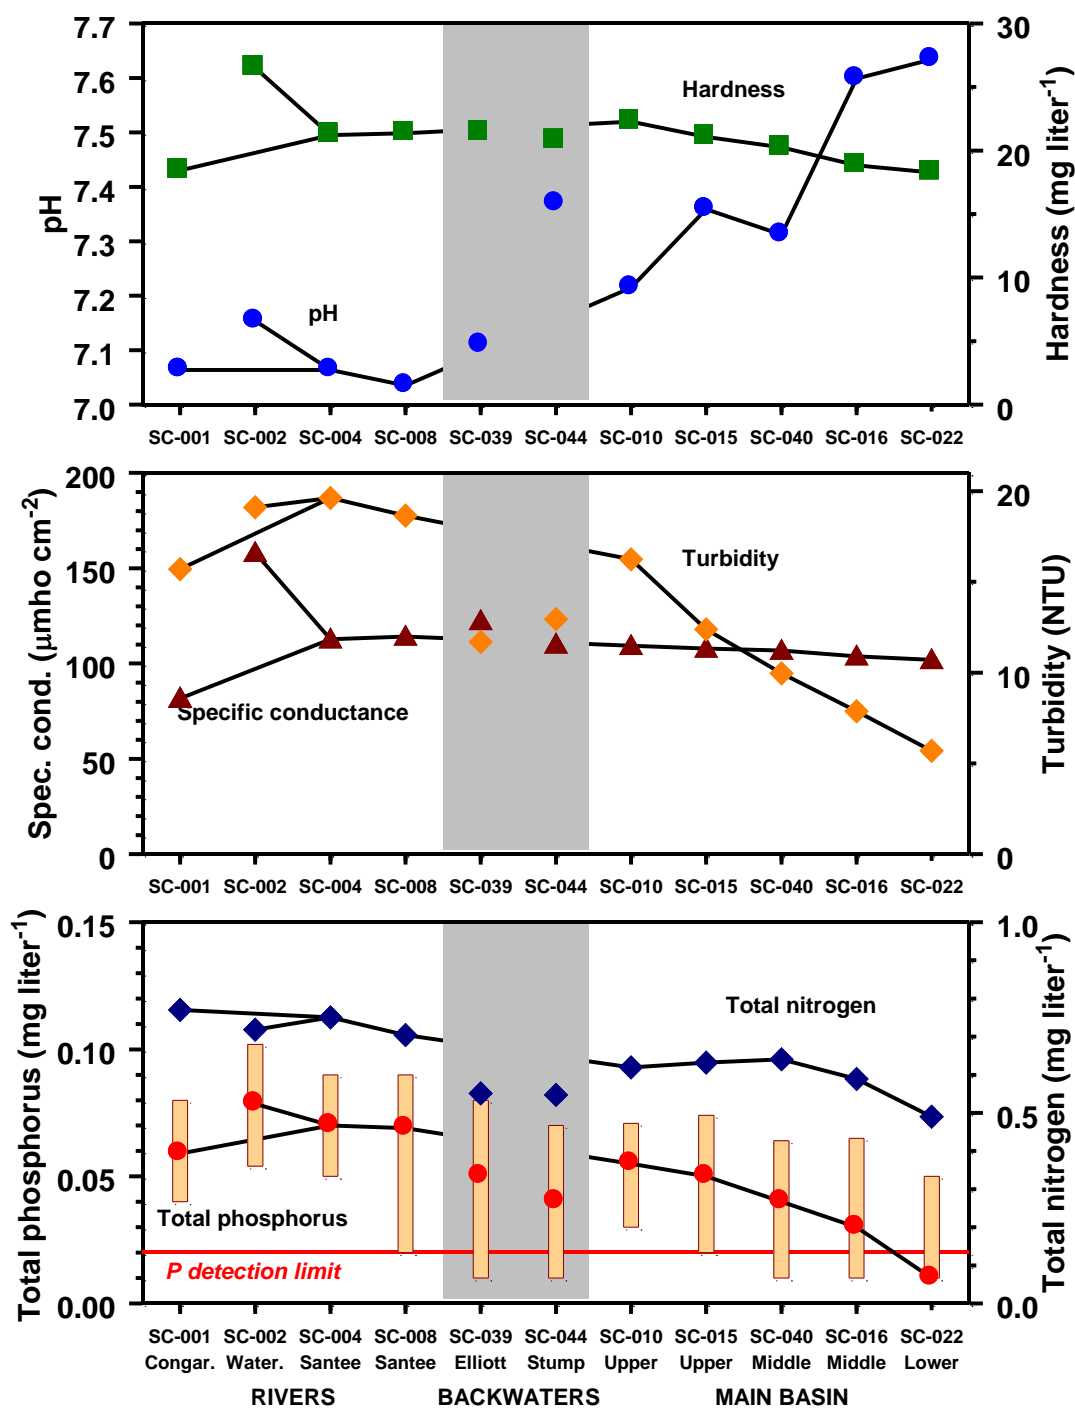 7.7
7.6
7.5
7.4
7.3
7.2
7.1
7.0
pH
30
20
10
0
Hardness (mg liter⁻¹)
Hardness
pH
SC-001 SC-002 SC-004 SC-008 SC-039 SC-044 SC-010 SC-015 SC-040 SC-016 SC-022
200
150
100
50
0
Spec. cond. (µmho cm⁻²)
20
10
0
Turbidity (NTU)
Turbidity
Specific conductance
SC-001 SC-002 SC-004 SC-008 SC-039 SC-044 SC-010 SC-015 SC-040 SC-016 SC-022
0.15
0.10
0.05
0.00
Total phosphorus (mg liter⁻¹)
1.0
0.5
0.0
Total nitrogen (mg liter⁻¹)
Total nitrogen
Total phosphorus
P detection limit
SC-001 SC-002 SC-004 SC-008 SC-039 SC-044 SC-010 SC-015 SC-040 SC-016 SC-022
Congar. Water. Santee Santee Elliott Stump Upper Upper Middle Middle Lower
RIVERS BACKWATERS MAIN BASIN